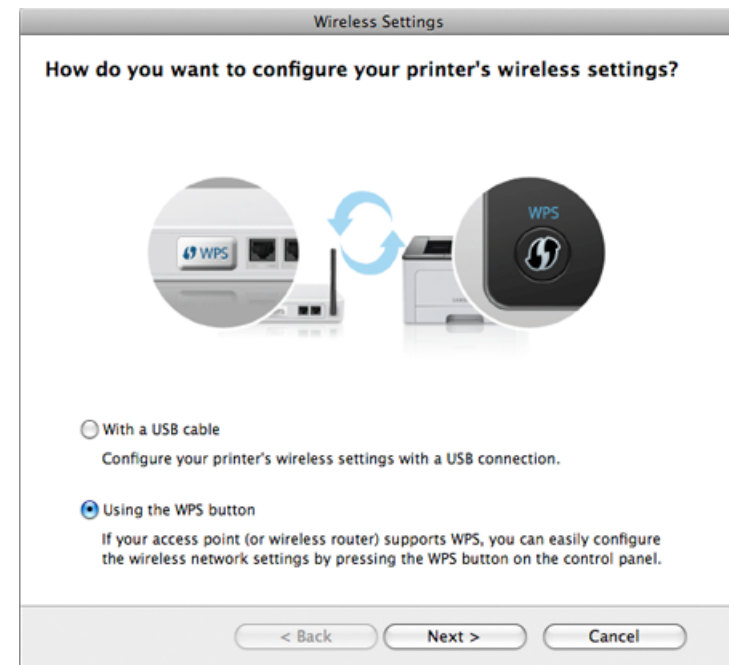 Wireless Settings
How do you want to configure your printer's wireless settings?
WPS
WPS
With a USB cable
Configure your printer's wireless settings with a USB connection.
Using the WPS button
If your access point (or wireless router) supports WPS, you can easily configure
the wireless network settings by pressing the WPS button on the control panel.
< Back
Next >
Cancel